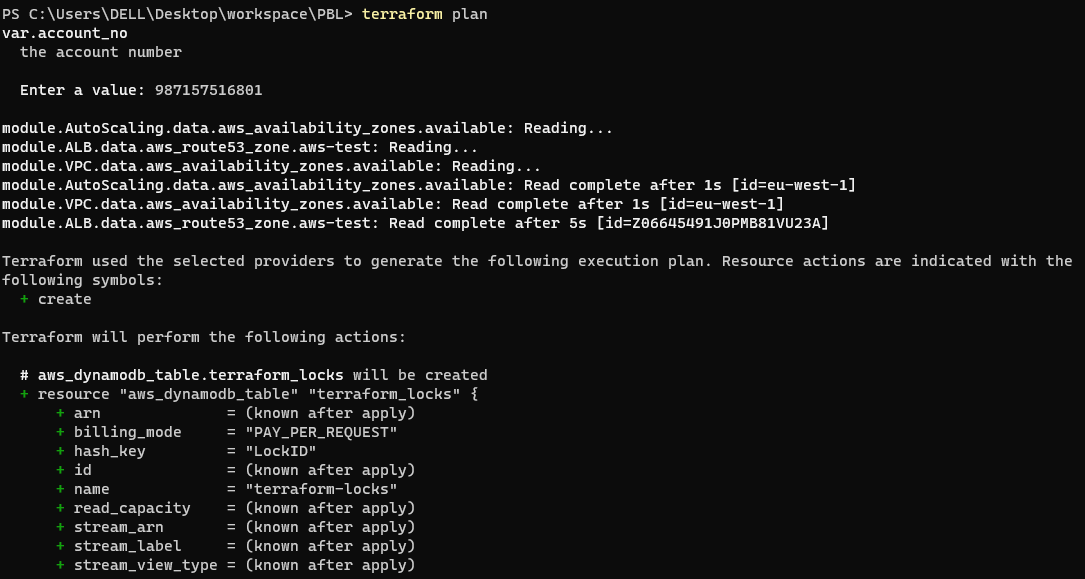 PS C:\Users\DELL\Desktop\workspace\PBL> terraform plan
var.account_no
  the account number

  Enter a value: 987157516801

module.AutoScaling.data.aws_availability_zones.available: Reading...
module.ALB.data.aws_route53_zone.aws-test: Reading...
module.VPC.data.aws_availability_zones.available: Reading...
module.AutoScaling.data.aws_availability_zones.available: Read complete after 1s [id=eu-west-1]
module.VPC.data.aws_availability_zones.available: Read complete after 1s [id=eu-west-1]
module.ALB.data.aws_route53_zone.aws-test: Read complete after 5s [id=Z06645491J0PMB81VU23A]

Terraform used the selected providers to generate the following execution plan. Resource actions are indicated with the
following symbols:
  + create

Terraform will perform the following actions:

  # aws_dynamodb_table.terraform_locks will be created
  + resource "aws_dynamodb_table" "terraform_locks" {
      + arn              = (known after apply)
      + billing_mode     = "PAY_PER_REQUEST"
      + hash_key         = "LockID"
      + id               = (known after apply)
      + name             = "terraform-locks"
      + read_capacity    = (known after apply)
      + stream_arn       = (known after apply)
      + stream_label     = (known after apply)
      + stream_view_type = (known after apply)